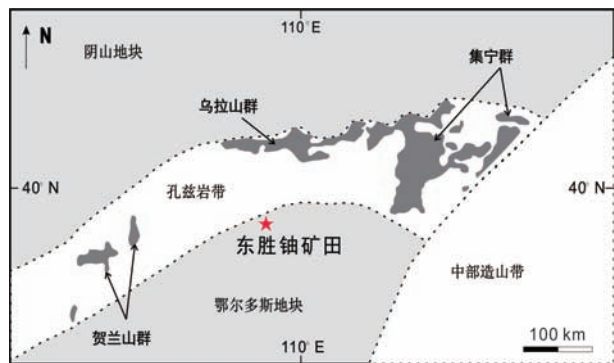 110°E
N
阴山地块
集宁群
乌拉山群
40°N
40°N
孔兹岩带
东胜铀矿田
中部造山带
鄂尔多斯地块
贺兰山群
100 km
110°E